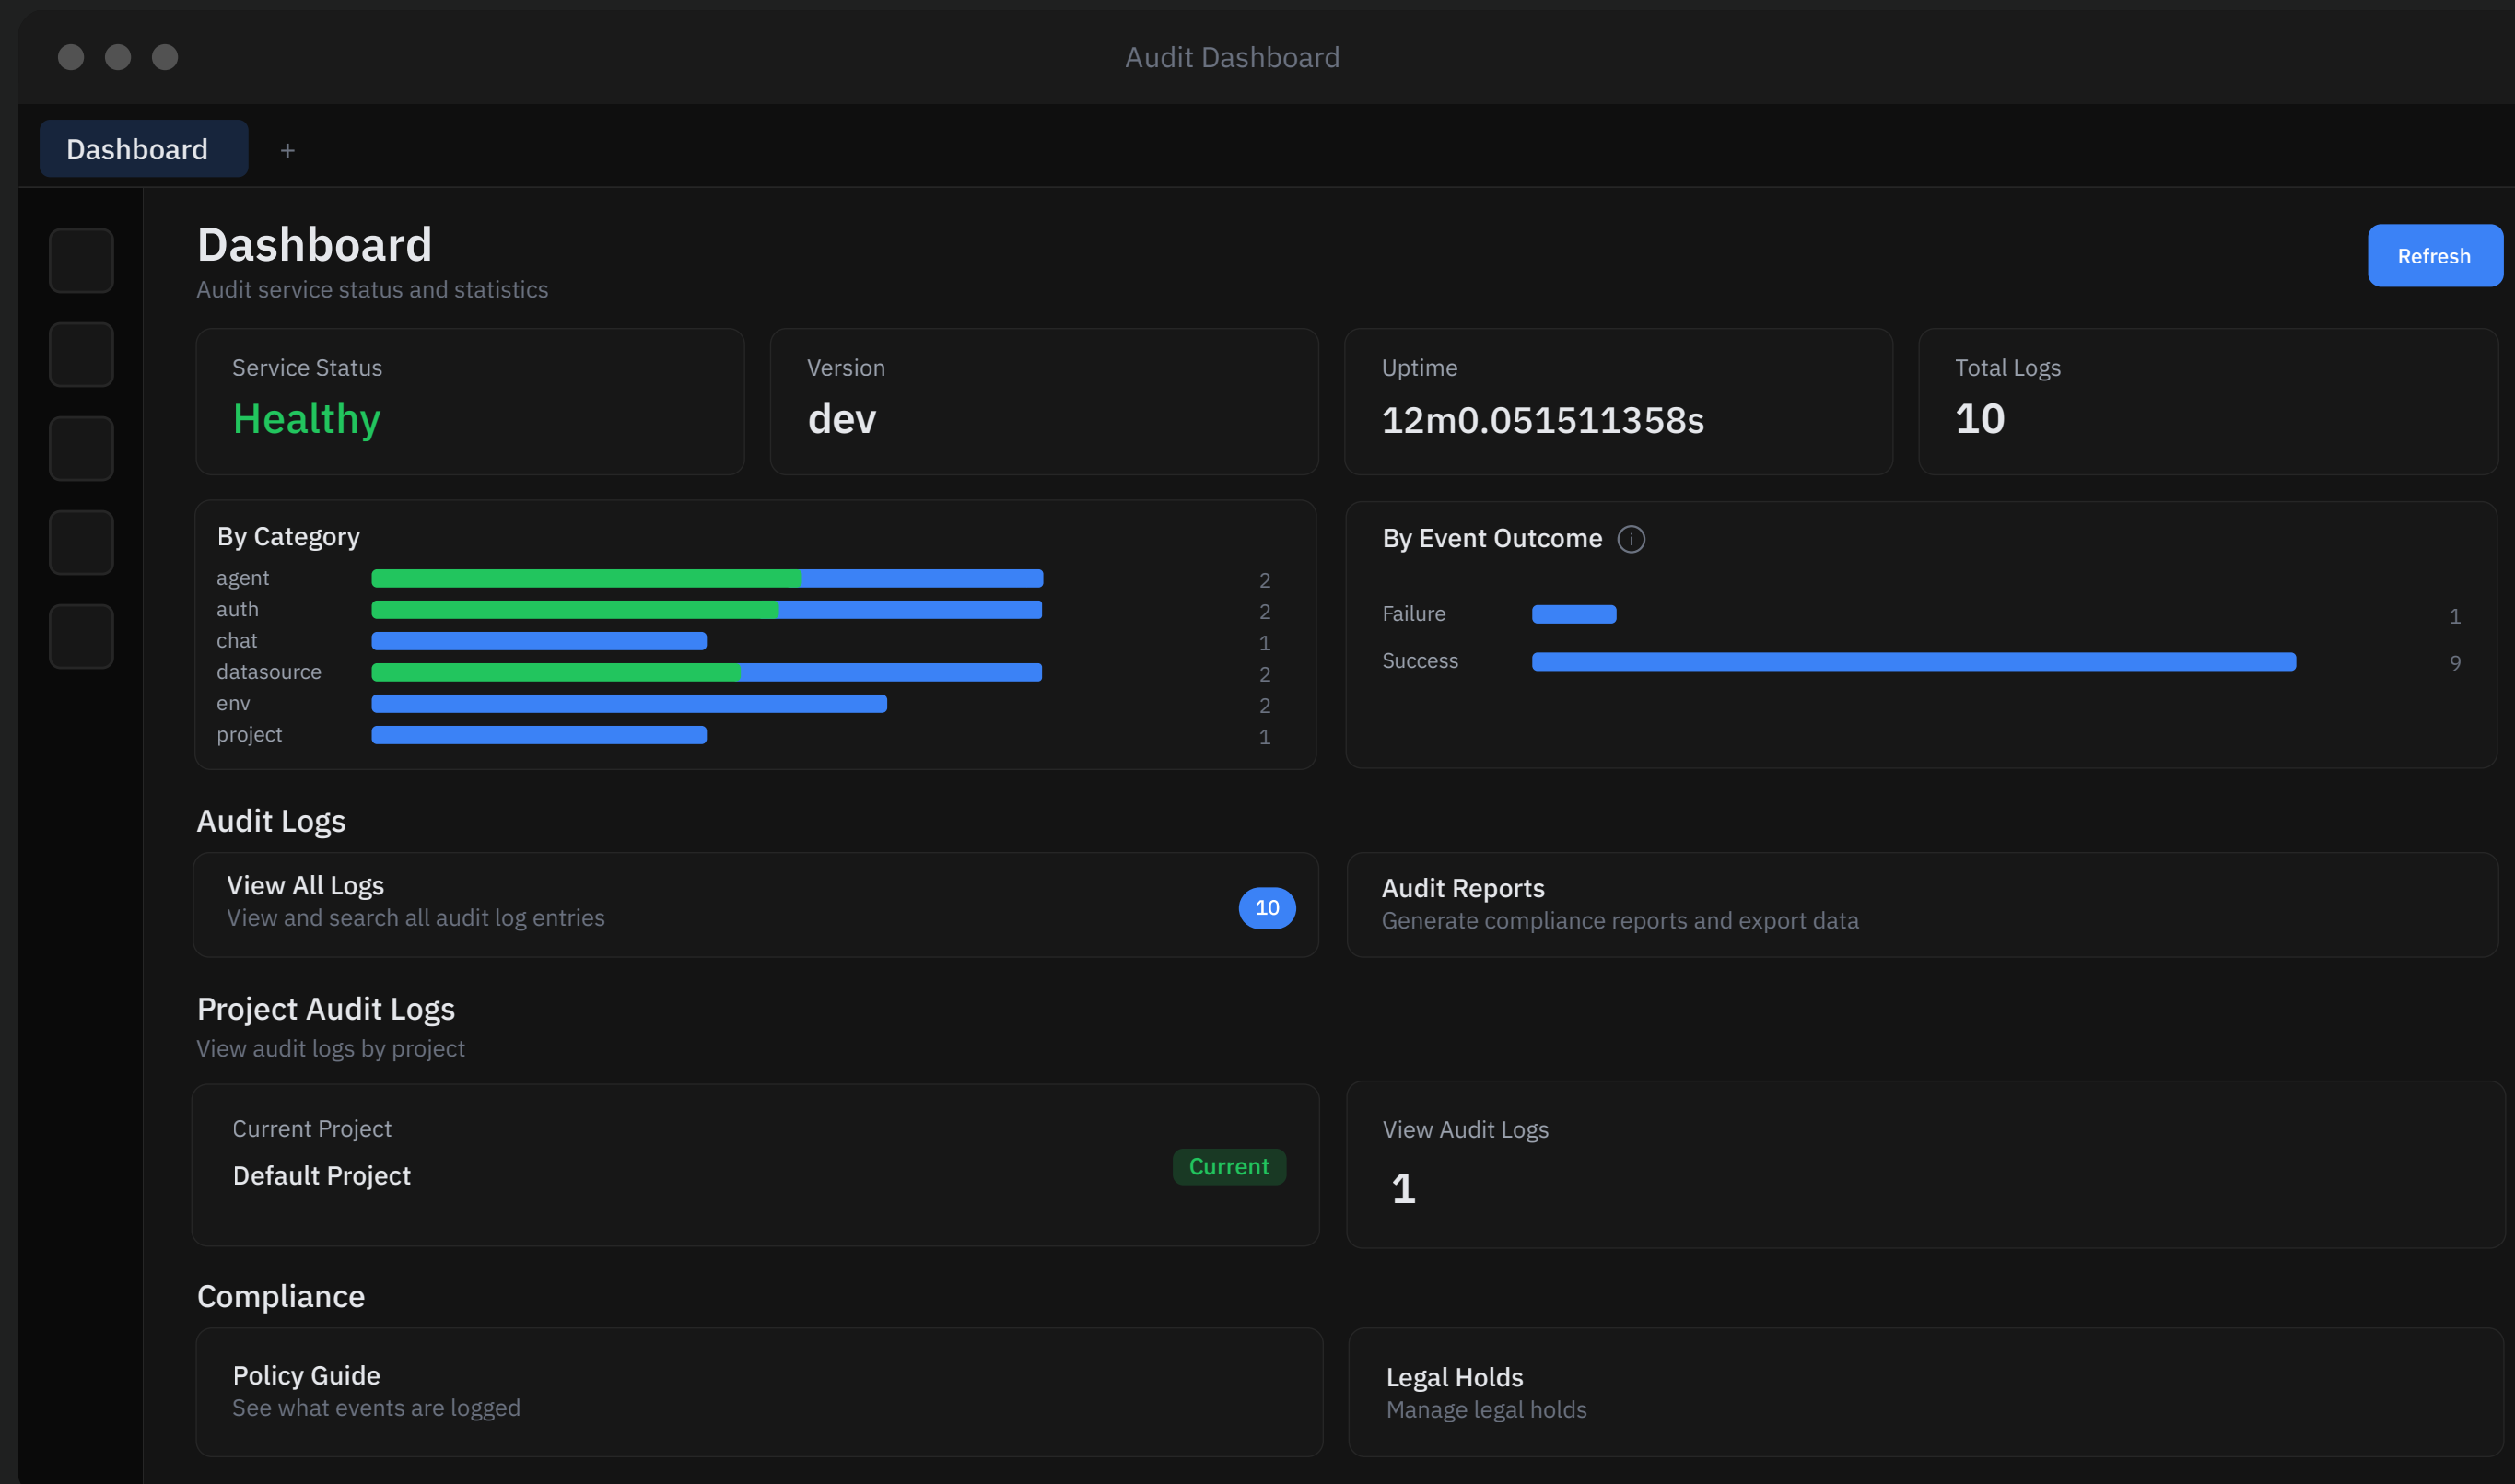 Audit Dashboard
Dashboard +
Dashboard
Audit service status and statistics
Refresh
Service Status
Healthy
Version
dev
Uptime
12m0.051511358s
Total Logs
10
By Category
agent 2
auth 2
chat 1
datasource 2
env 2
project 1
By Event Outcome i
Failure 1
Success 9
Audit Logs
View All Logs
View and search all audit log entries
10
Audit Reports
Generate compliance reports and export data
Project Audit Logs
View audit logs by project
Current Project
Default Project
Current
View Audit Logs
1
Compliance
Policy Guide
See what events are logged
Legal Holds
Manage legal holds